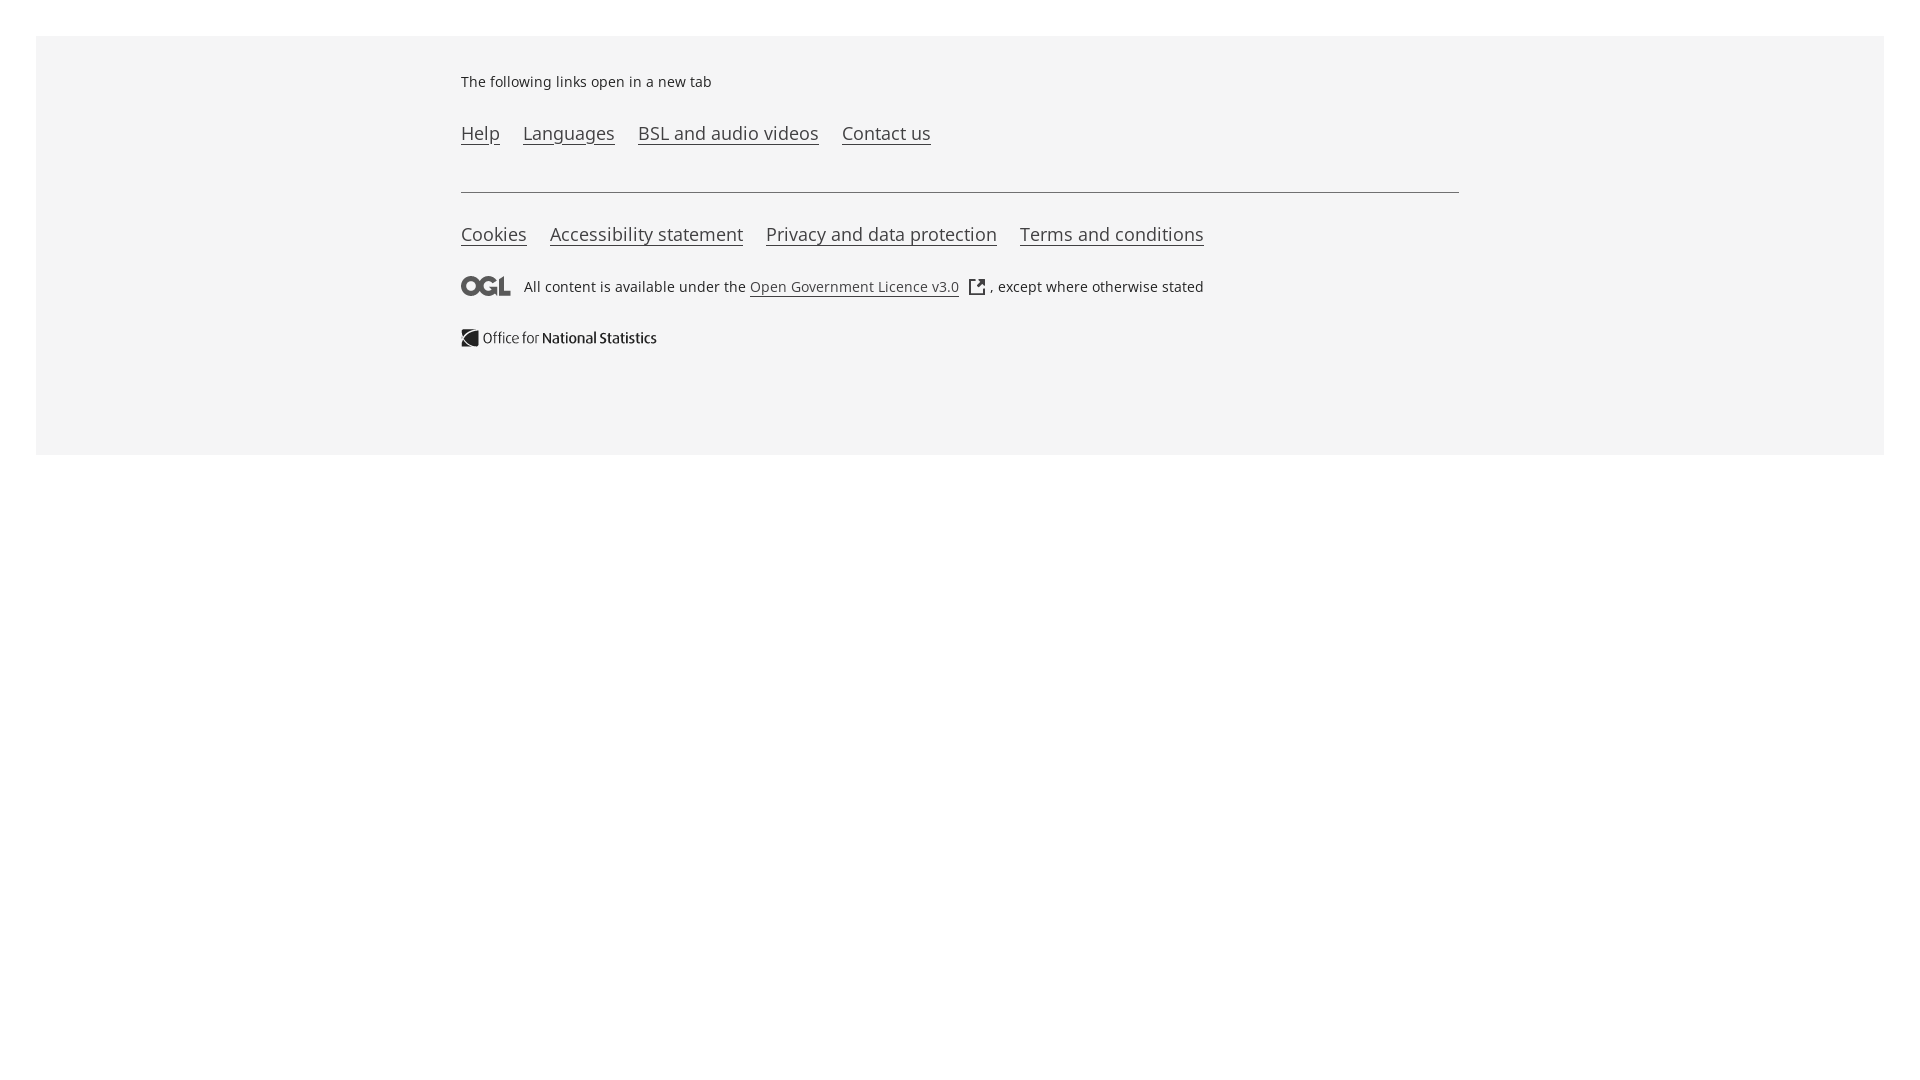 The following links open in a new tab
Help Languages BSL and audio videos Contact us
Cookies Accessibility statement Privacy and data protection Terms and conditions
OGL All content is available under the Open Government Licence v3.0 , except where otherwise stated
Office for National Statistics